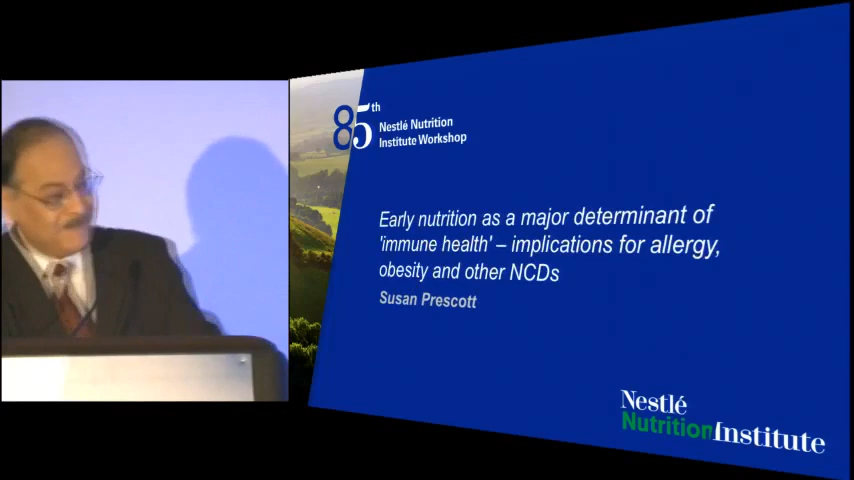 85th
Nestlé Nutrition
Institute Workshop
Early nutrition as a major determinant of
'immune health' – implications for allergy,
obesity and other NCDs
Susan Prescott
Nestlé
NutritionInstitute